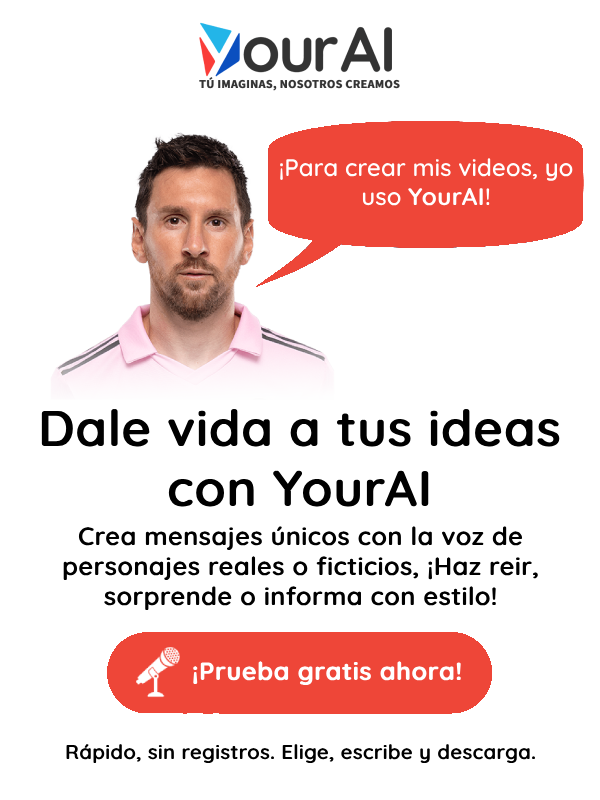 YourAI
TÚ IMAGINAS, NOSOTROS CREAMOS
¡Para crear mis videos, yo
uso YourAI!
Dale vida a tus ideas
con YourAI
Crea mensajes únicos con la voz de
personajes reales o ficticios, ¡Haz reir,
sorprende o informa con estilo!
¡Prueba gratis ahora!
Rápido, sin registros. Elige, escribe y descarga.